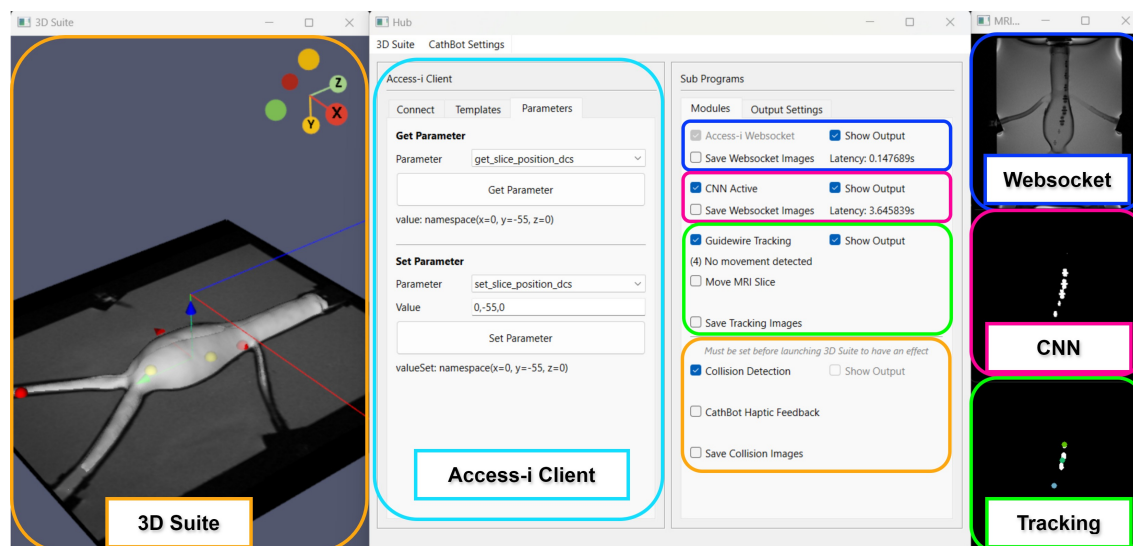 3D Suite
Hub
MRI...
3D Suite CathBot Settings
Z
X
Y
3D Suite
Access-i Client
Connect Templates Parameters
Get Parameter
Parameter get_slice_position_dcs
Get Parameter
value: namespace(x=0, y=-55, z=0)
Set Parameter
Parameter set_slice_position_dcs
Value 0,-55,0
Set Parameter
valueSet: namespace(x=0, y=-55, z=0)
Access-i Client
Sub Programs
Modules Output Settings
Access-i Websocket Show Output
Save Websocket Images Latency: 0.147689s
CNN Active Show Output
Save Websocket Images Latency: 3.645839s
Guidewire Tracking Show Output
(4) No movement detected
Move MRI Slice
Save Tracking Images
Must be set before launching 3D Suite to have an effect
Collision Detection Show Output
CathBot Haptic Feedback
Save Collision Images
Websocket
CNN
Tracking